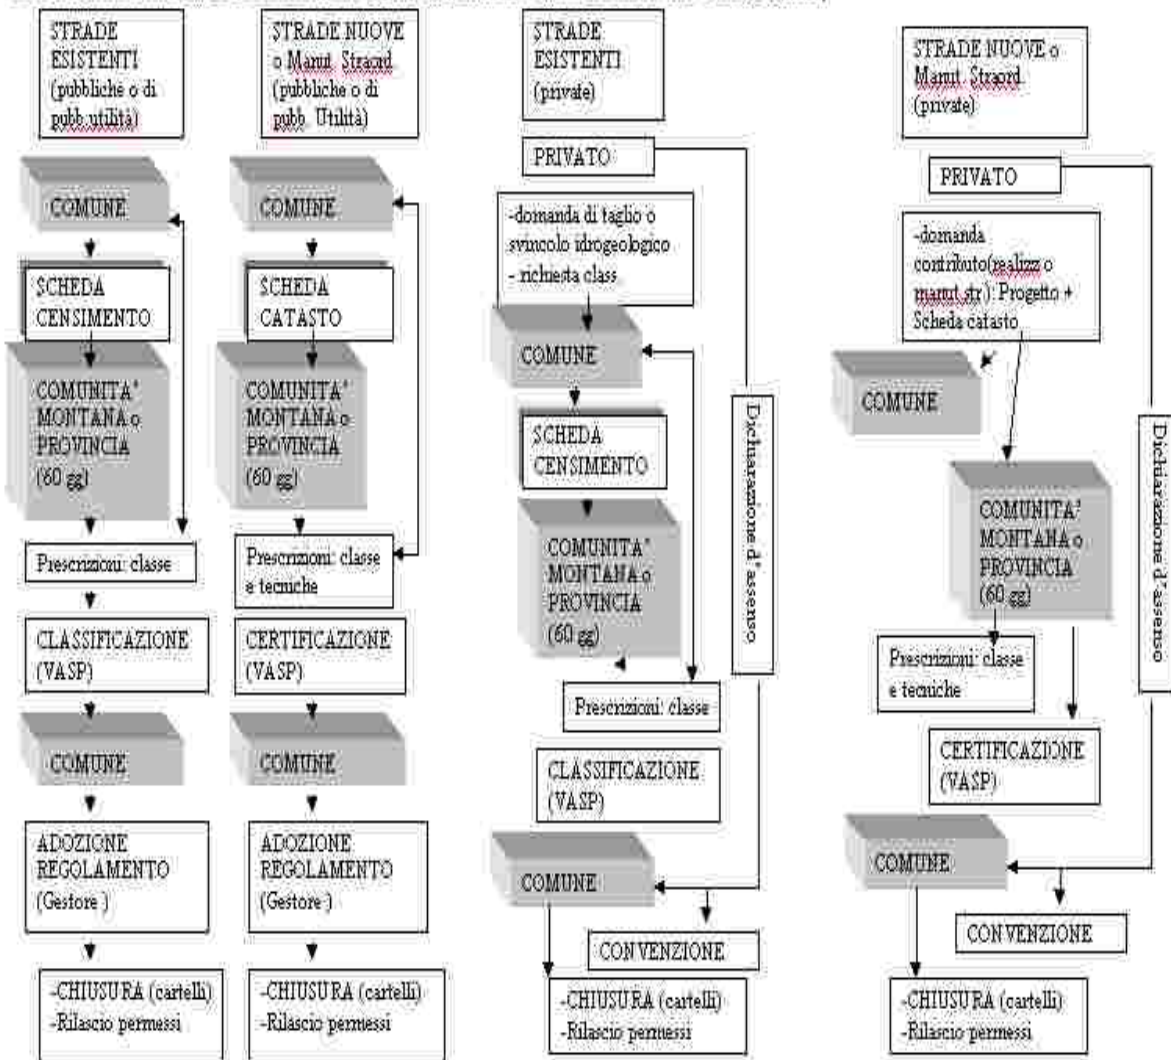 STRADE
ESISTENTI
(pubbliche o di
pubb.utilità)
COMUNE
SCHEDA
CENSIMENTO
COMUNITA'
MONTANA o
PROVINCIA
(60 gg)
Prescrizioni: classe
CLASSIFICAZIONE
(VASP)
COMUNE
ADOZIONE
REGOLAMENTO
(Gestore )
-CHIUSURA (cartelli)
-Rilascio permessi
STRADE NUOVE
o Manut. Straord.
(pubbliche o di
pubb. Utilità)
COMUNE
SCHEDA
CATASTO
COMUNITA'
MONTANA o
PROVINCIA
(60 gg)
Prescrizioni: classe
e tecniche
CERTIFICAZIONE
(VASP)
COMUNE
ADOZIONE
REGOLAMENTO
(Gestore )
-CHIUSURA (cartelli)
-Rilascio permessi
STRADE
ESISTENTI
(private)
PRIVATO
-domanda di taglio o
svincolo idrogeologico
- richiesta class.
COMUNE
SCHEDA
CENSIMENTO
COMUNITA'
MONTANA o
PROVINCIA
(60 gg)
Prescrizioni: classe
CLASSIFICAZIONE
(VASP)
Dichiarazione d'assenso
COMUNE
CONVENZIONE
-CHIUSURA (cartelli)
-Rilascio permessi
STRADE NUOVE o
Manut. Straord.
(private)
PRIVATO
-domanda
contributo(realizz o
manut.str.): Progetto +
Scheda catasto
COMUNE
COMUNITA'
MONTANA o
PROVINCIA
(60 gg)
Prescrizioni: classe
e tecniche
CERTIFICAZIONE
(VASP)
Dichiarazione d'assenso
COMUNE
CONVENZIONE
-CHIUSURA (cartelli)
-Rilascio permessi